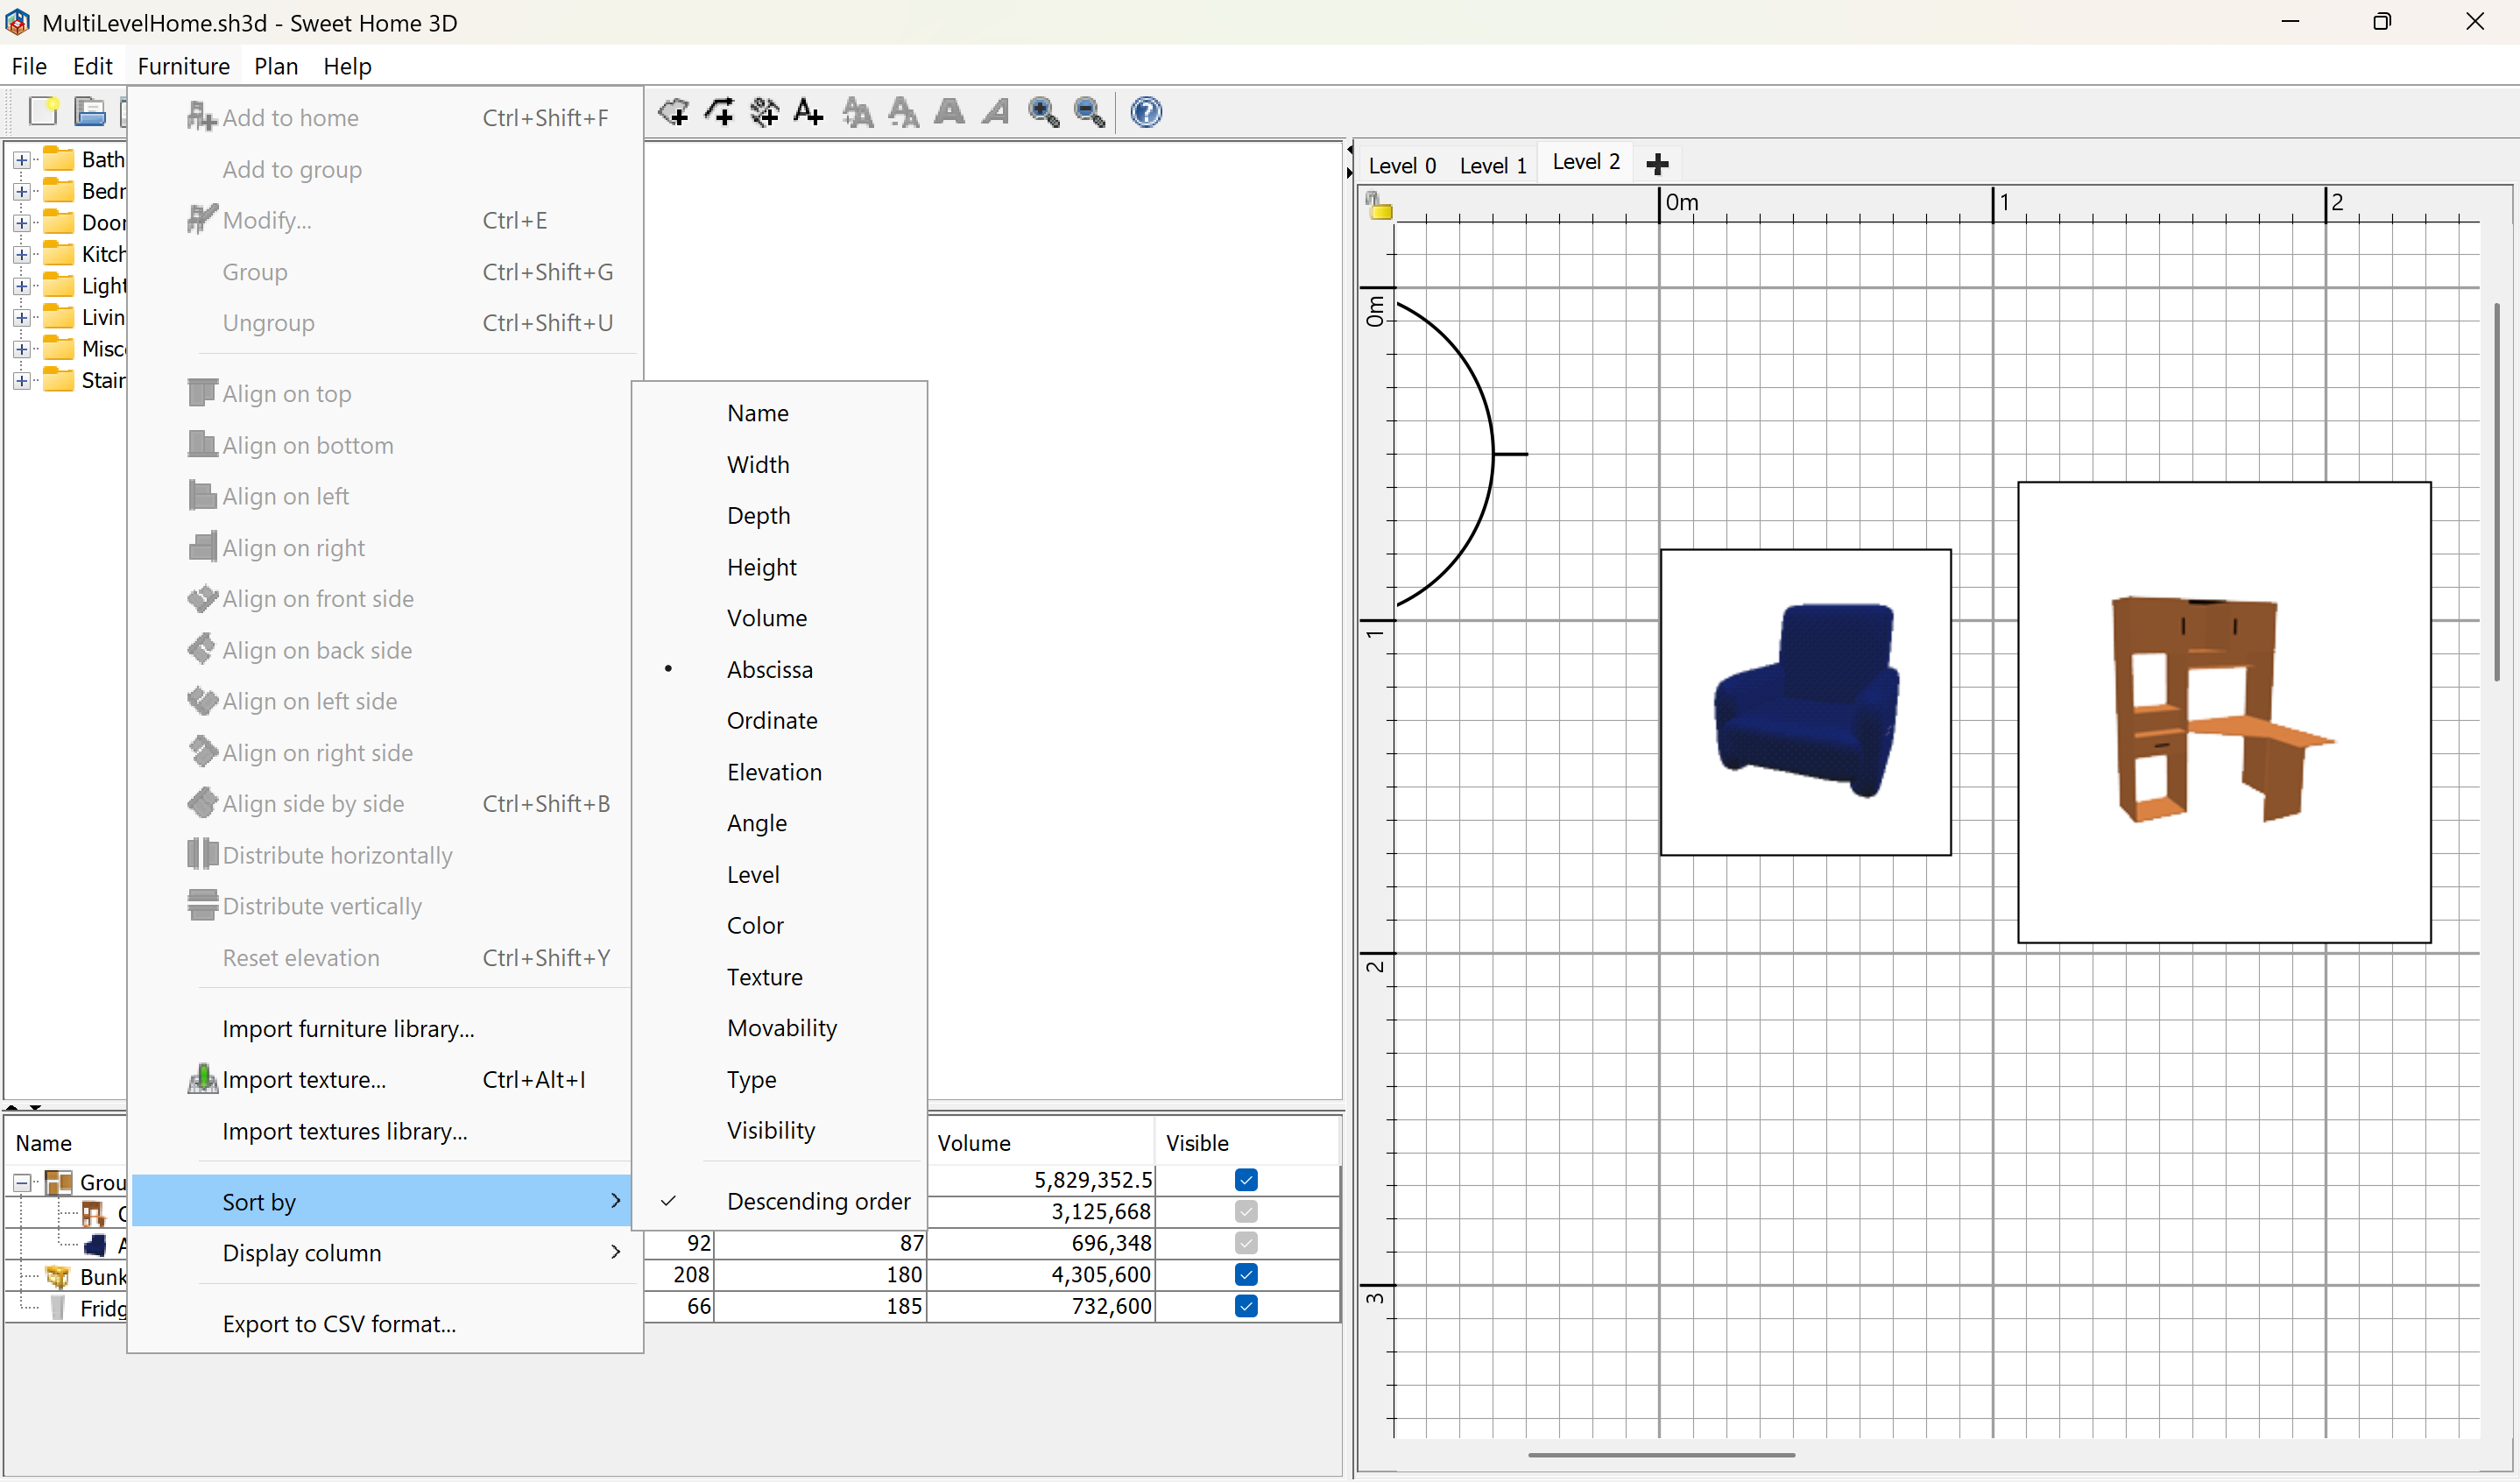 MultiLevelHome.sh3d - Sweet Home 3D
File Edit Furniture Plan Help
Add to home Ctrl+Shift+F
Add to group
Modify... Ctrl+E
Group Ctrl+Shift+G
Ungroup Ctrl+Shift+U
Align on top
Align on bottom
Align on left
Align on right
Align on front side
Align on back side
Align on left side
Align on right side
Align side by side Ctrl+Shift+B
Distribute horizontally
Distribute vertically
Reset elevation Ctrl+Shift+Y
Import furniture library...
Import texture... Ctrl+Alt+I
Import textures library...
Sort by
Display column
Export to CSV format...
Name
Width
Depth
Height
Volume
Abscissa
Ordinate
Elevation
Angle
Level
Color
Texture
Movability
Type
Visibility
Descending order
Bath
Bedr
Door
Kitch
Light
Livin
Misc
Stair
Name Volume Visible
Grou 5,829,352.5
3,125,668
92 87 696,348
Bunk 208 180 4,305,600
Fridg 66 185 732,600
Level 0 Level 1 Level 2
0m 1 2
0m
1
2
3